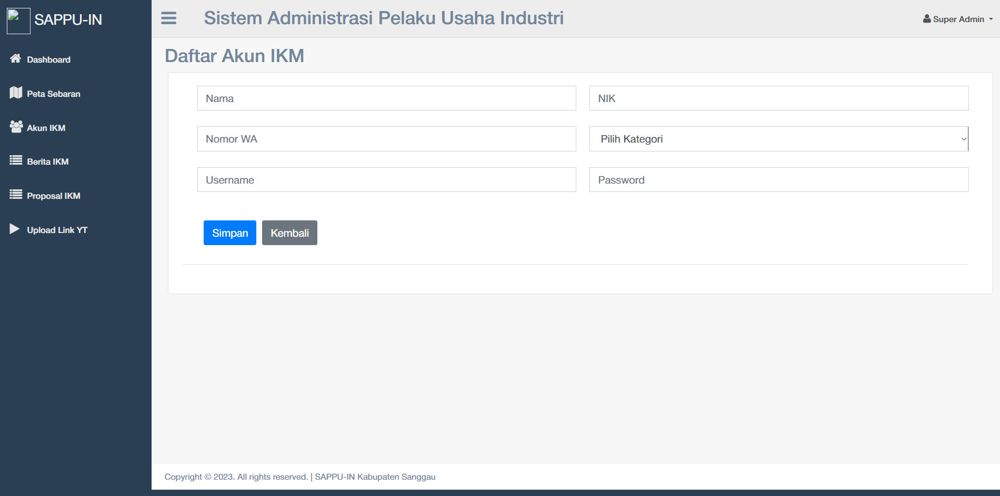 SAPPU-IN
Sistem Administrasi Pelaku Usaha Industri
Super Admin
Dashboard
Peta Sebaran
Akun IKM
Berita IKM
Proposal IKM
Upload Link YT
Daftar Akun IKM
Nama
NIK
Nomor WA
Pilih Kategori
Username
Password
Simpan
Kembali
Copyright © 2023. All rights reserved. | SAPPU-IN Kabupaten Sanggau